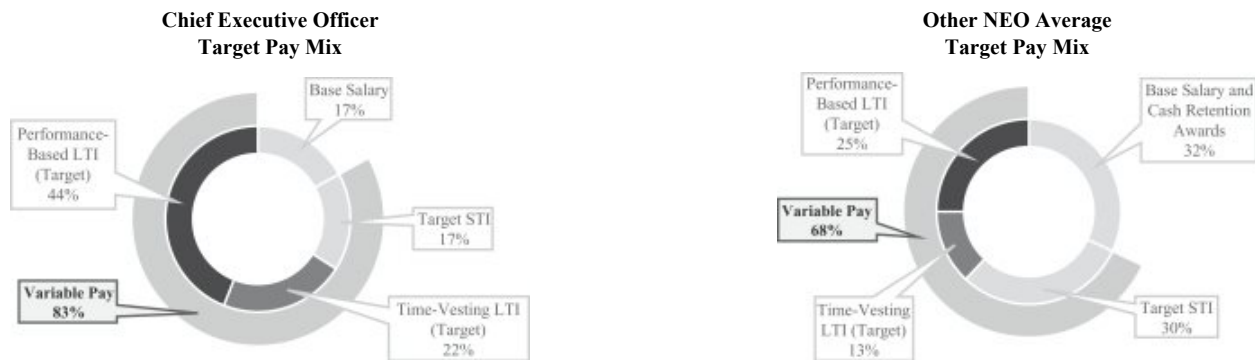 Chief Executive Officer
Target Pay Mix
Base Salary
17%
Performance-
Based LTI
(Target)
44%
Target STI
17%
Variable Pay
83%
Time-Vesting LTI
(Target)
22%
Other NEO Average
Target Pay Mix
Performance-
Based LTI
(Target)
25%
Base Salary and
Cash Retention
Awards
32%
Variable Pay
68%
Time-Vesting
LTI (Target)
13%
Target STI
30%